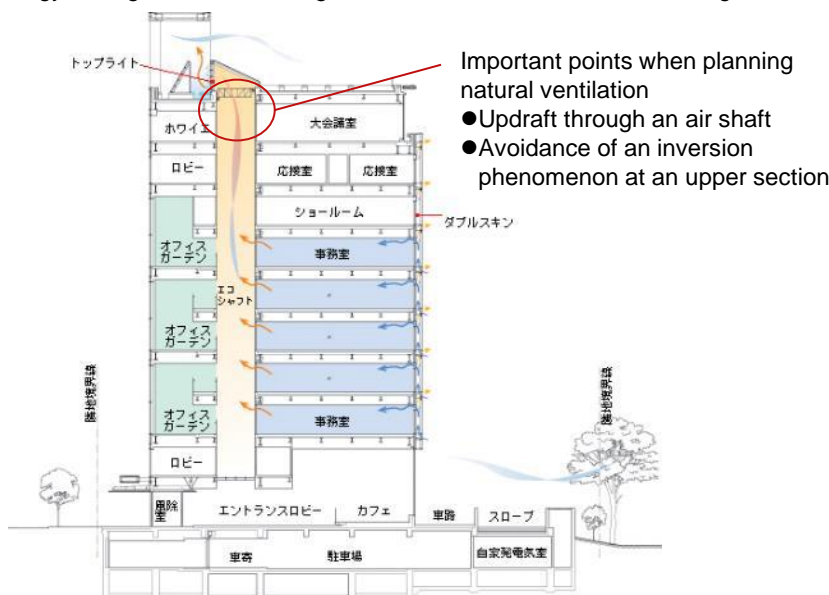 トップライト
Important points when planning
natural ventilation
●Updraft through an air shaft
●Avoidance of an inversion
phenomenon at an upper section
ホワイエ
大会議室
ロビー
応接室
応接室
ショールーム
ダブルスキン
オフィス
ガーデン
事務室
エコ
シャフト
オフィス
ガーデン
オフィス
ガーデン
事務室
隣地境界線
隣地境界線
ロビー
風除
室
エントランスロビー
カフェ
車路
スロープ
車寄
駐車場
自家発電気室